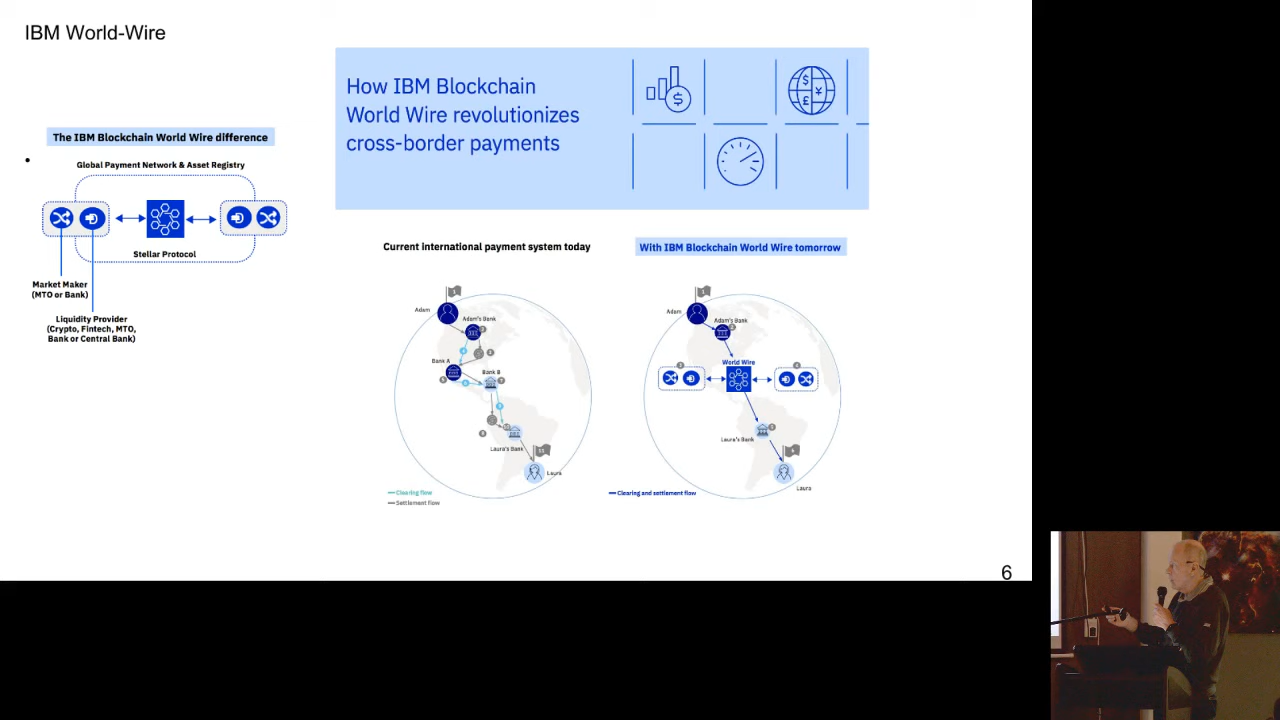 IBM World-Wire
How IBM Blockchain
World Wire revolutionizes
cross-border payments
The IBM Blockchain World Wire difference
Global Payment Network & Asset Registry
Stellar Protocol
Market Maker
(MTO or Bank)
Liquidity Provider
(Crypto, Fintech, MTO,
Bank or Central Bank)
Current international payment system today
Adam
Adam's Bank
Bank A
Bank B
Laura's Bank
Laura
Clearing flow
Settlement flow
With IBM Blockchain World Wire tomorrow
Adam
Adam's Bank
World Wire
Laura's Bank
Laura
Clearing and settlement flow
6